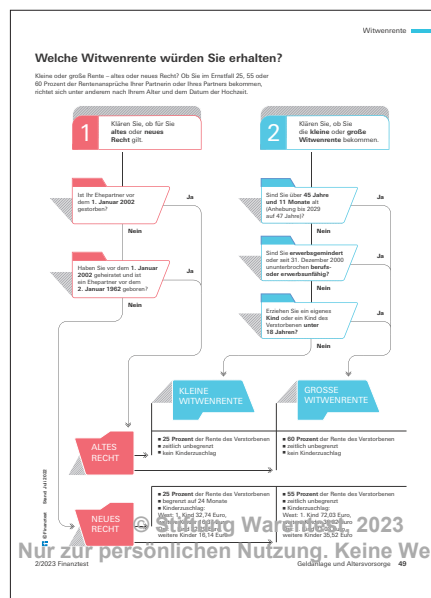 Witwenrente
Welche Witwenrente würden Sie erhalten?
Kleine oder große Rente – altes oder neues Recht? Ob Sie im Ernstfall 25, 55 oder
60 Prozent der Rentenansprüche Ihrer Partnerin oder Ihres Partners bekommen,
richtet sich unter anderem nach Ihrem Alter und dem Datum der Hochzeit.
1
Klären Sie, ob für Sie
altes oder neues
Recht gilt.
Ist Ihr Ehepartner vor
dem 1. Januar 2002
gestorben?
Ja
Nein
Haben Sie vor dem 1. Januar
2002 geheiratet und ist
ein Ehepartner vor dem
2. Januar 1962 geboren?
Ja
Nein
2
Klären Sie, ob Sie
die kleine oder große
Witwenrente bekommen.
Sind Sie über 45 Jahre
und 11 Monate alt
(Anhebung bis 2029
auf 47 Jahre)?
Ja
Nein
Sind Sie erwerbsgemindert
oder seit 31. Dezember 2000
ununterbrochen berufs-
oder erwerbsunfähig?
Ja
Nein
Erziehen Sie ein eigenes
Kind oder ein Kind des
Verstorbenen unter
18 Jahren?
Ja
Nein
KLEINE
WITWENRENTE
GROSSE
WITWENRENTE
ALTES
RECHT
25 Prozent der Rente des Verstorbenen
zeitlich unbegrenzt
kein Kinderzuschlag
60 Prozent der Rente des Verstorbenen
zeitlich unbegrenzt
kein Kinderzuschlag
NEUES
RECHT
25 Prozent der Rente des Verstorbenen
begrenzt auf 24 Monate
Kinderzuschlag:
West: 1. Kind 32,74 Euro,
weitere Kinder 16,14 Euro
55 Prozent der Rente des Verstorbenen
zeitlich unbegrenzt
Kinderzuschlag:
West: 1. Kind 72,03 Euro,
weitere Kinder 35,52 Euro
© Finanztest Stand: Juli 2022
© Stiftung Warentest, 2023
Nur zur persönlichen Nutzung. Keine We
2/2023 Finanztest
Geldanlage und Altersvorsorge 49